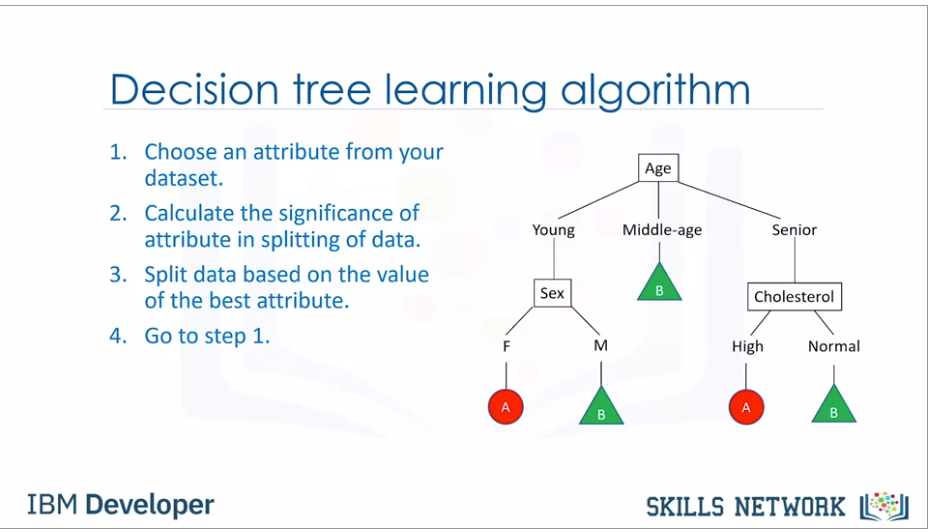 Decision tree learning algorithm
1. Choose an attribute from your
dataset.
2. Calculate the significance of
attribute in splitting of data.
3. Split data based on the value
of the best attribute.
4. Go to step 1.
Age
Young Middle-age Senior
B
Sex Cholesterol
F M High Normal
A B A B
IBM Developer
SKILLS NETWORK